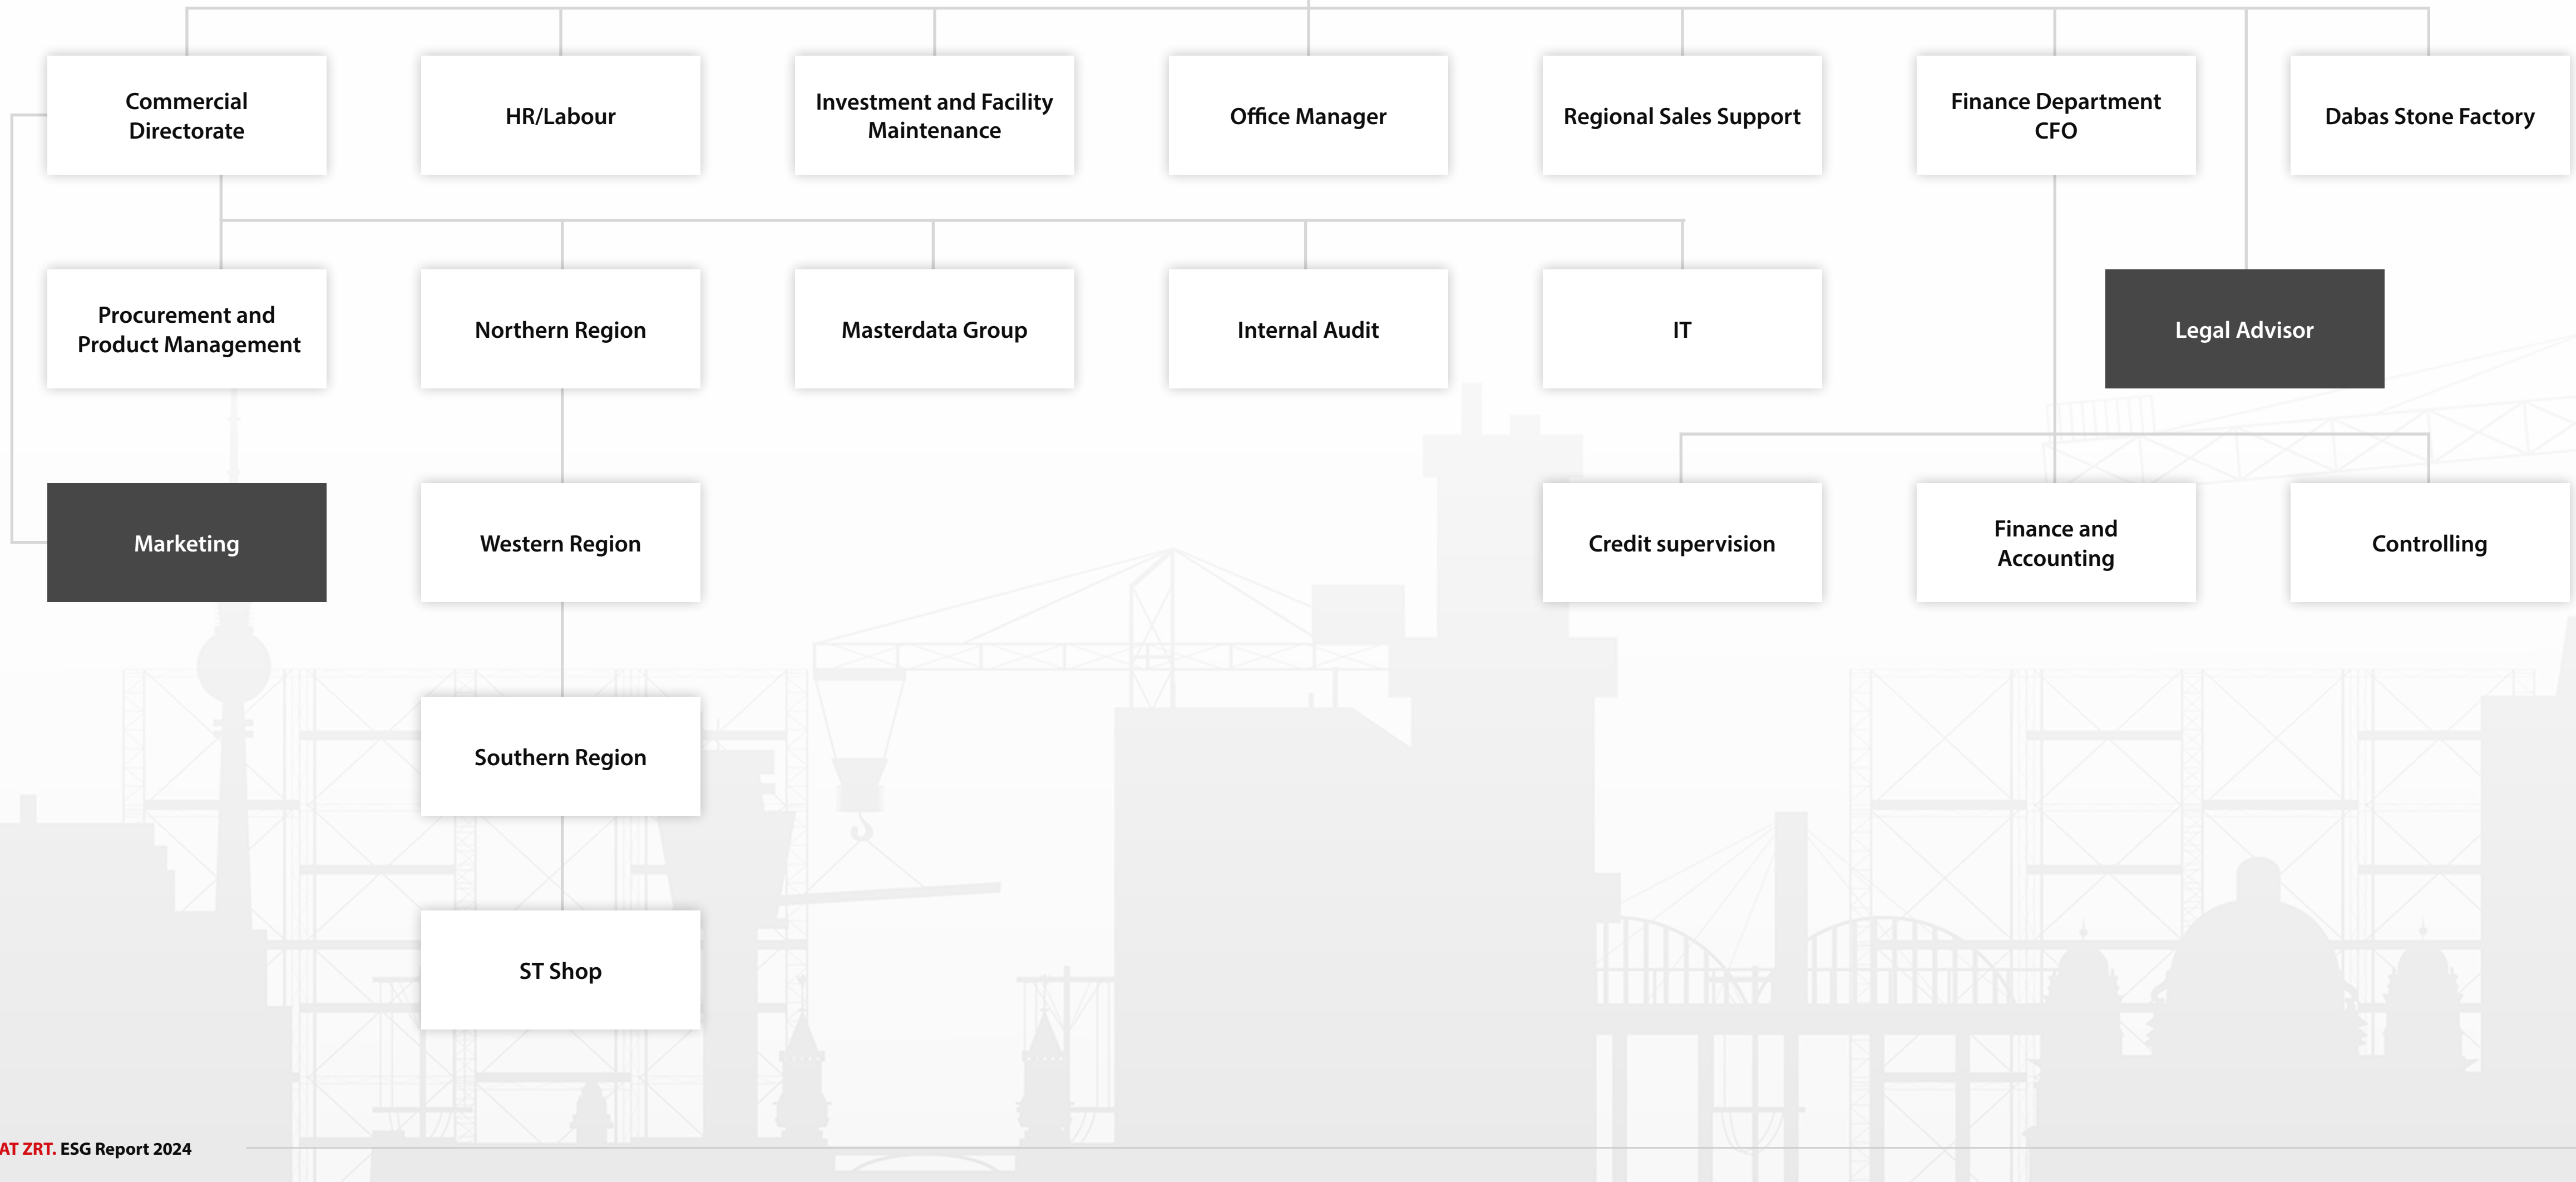 Commercial
Directorate
HR/Labour
Investment and Facility
Maintenance
Office Manager
Regional Sales Support
Finance Department
CFO
Dabas Stone Factory
Procurement and
Product Management
Northern Region
Masterdata Group
Internal Audit
IT
Legal Advisor
Marketing
Western Region
Credit supervision
Finance and
Accounting
Controlling
Southern Region
ST Shop
AT ZRT. ESG Report 2024